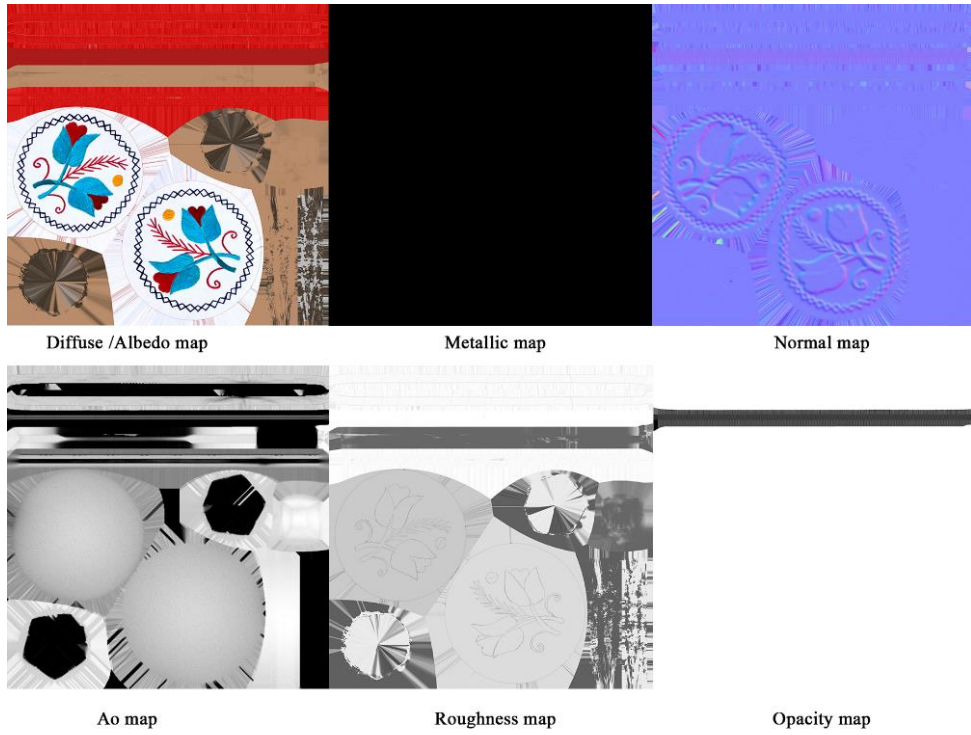 Diffuse /Albedo map
Metallic map
Normal map
Ao map
Roughness map
Opacity map